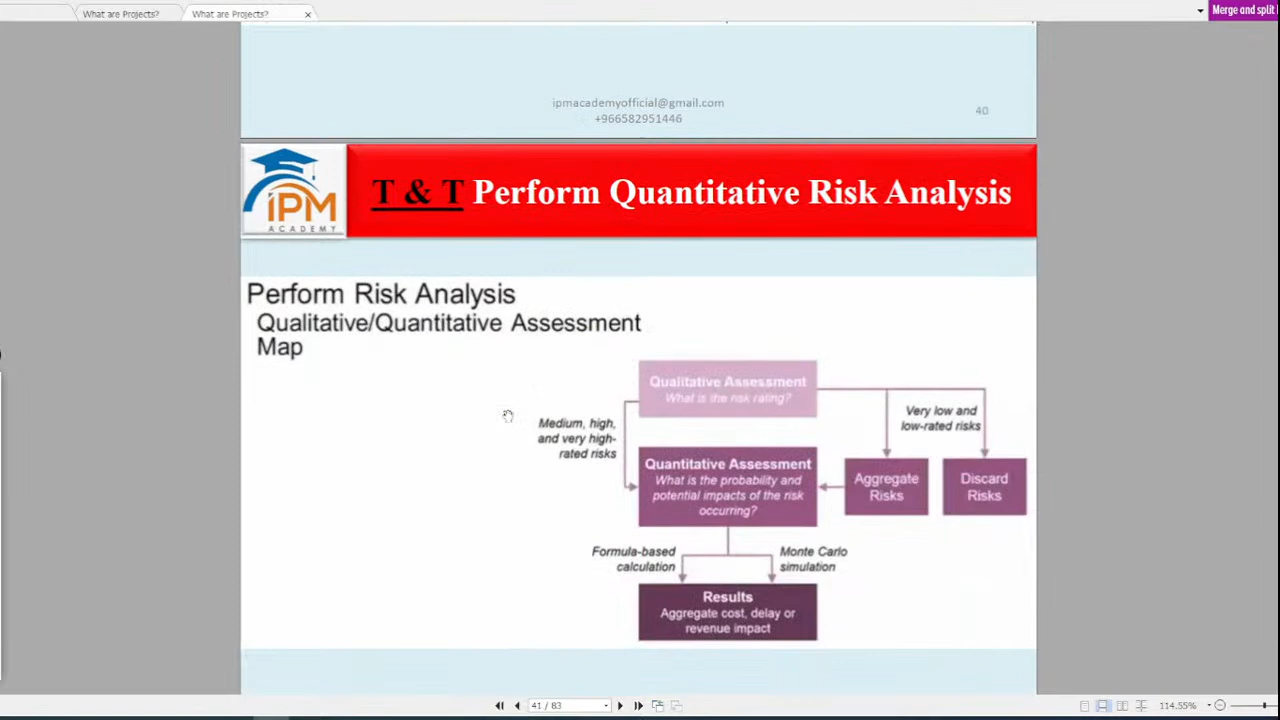 What are Projects?
What are Projects?
Merge and split
ipmacademyofficial@gmail.com
+966582951446
40
iPM
ACADEMY
T & T Perform Quantitative Risk Analysis
Perform Risk Analysis
Qualitative/Quantitative Assessment
Map
Qualitative Assessment
What is the risk rating?
Medium, high,
and very high-
rated risks
Very low and
low-rated risks
Quantitative Assessment
What is the probability and
potential impacts of the risk
occurring?
Aggregate
Risks
Discard
Risks
Formula-based
calculation
Monte Carlo
simulation
Results
Aggregate cost, delay or
revenue impact
41 / 83
114.55%